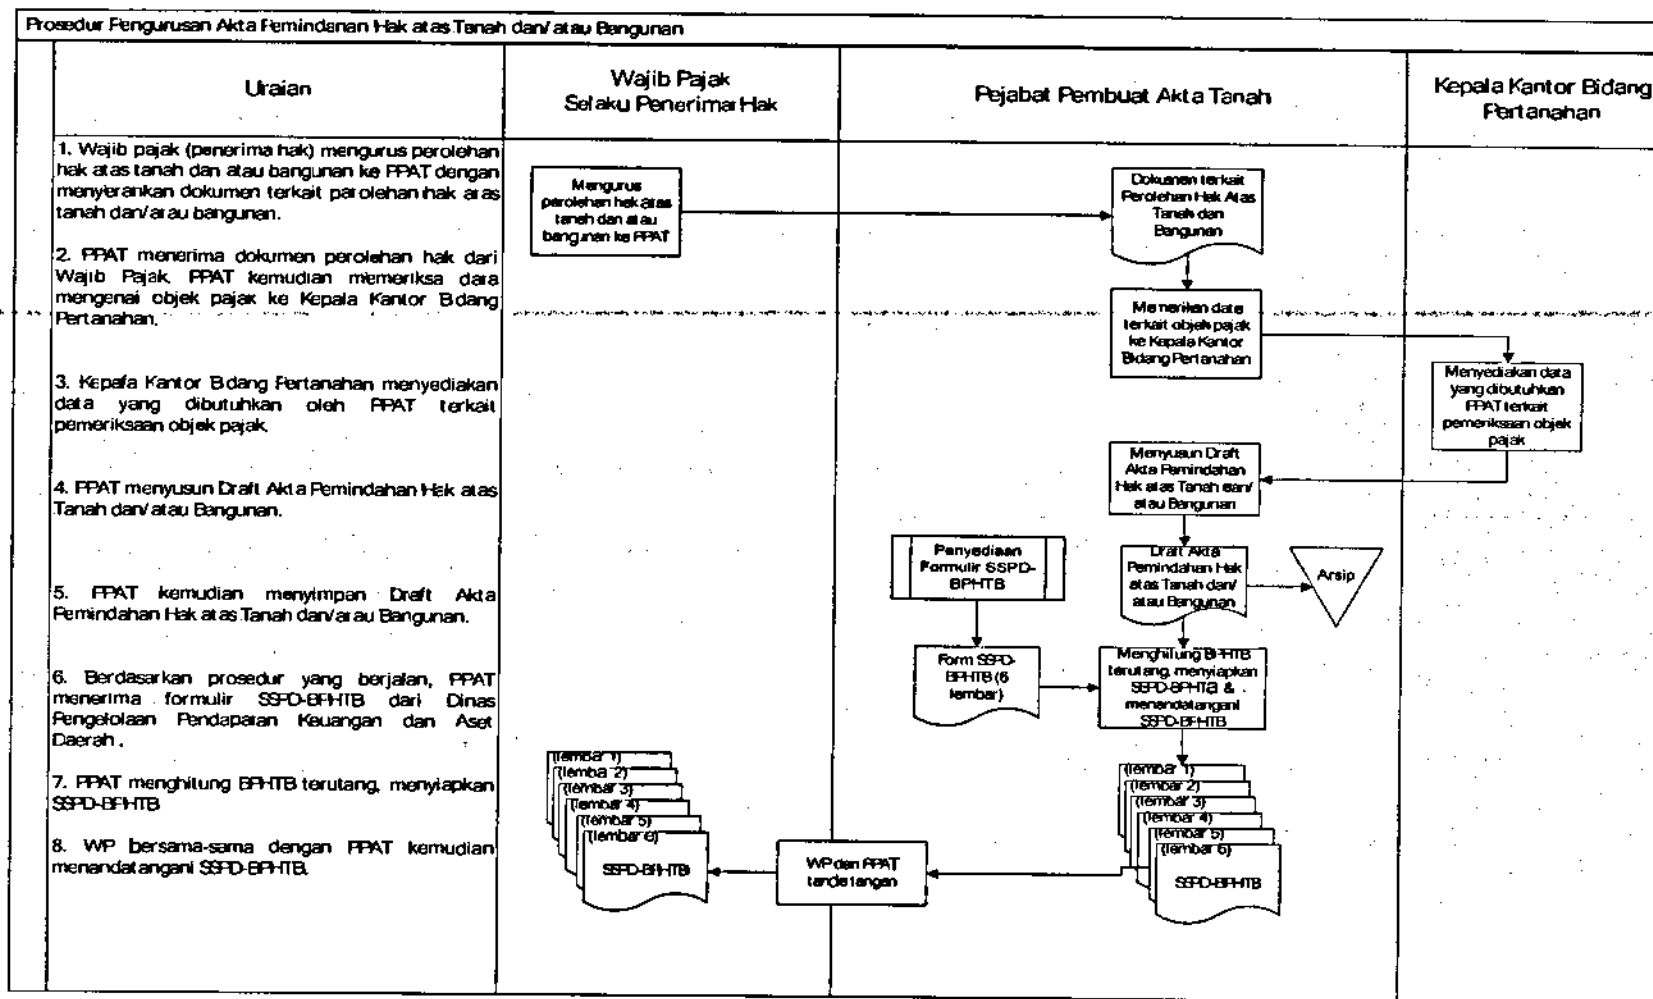 Prosedur Pengurusan Akta Pemindahan Hak atas Tanah dan/atau Bangunan
Uraian
Wajib Pajak
Selaku Penerima Hak
Pejabat Pembuat Akta Tanah
Kepala Kantor Bidang
Pertanahan
1. Wajib pajak (penerima hak) mengurus perolehan
hak atas tanah dan atau bangunan ke PPAT dengan
menyerahkan dokumen terkait perolehan hak atas
tanah dan/atau bangunan.
2. PPAT menerima dokumen perolehan hak dari
Wajib Pajak. PPAT kemudian memeriksa data
mengenai objek pajak ke Kepala Kantor Bidang
Pertanahan.
3. Kepala Kantor Bidang Pertanahan menyediakan
data yang dibutuhkan oleh PPAT terkait
pemeriksaan objek pajak.
4. PPAT menyusun Draft Akta Pemindahan Hak atas
Tanah dan/atau Bangunan.
5. PPAT kemudian menyimpan Draft Akta
Pemindahan Hak atas Tanah dan/atau Bangunan.
6. Berdasarkan prosedur yang berjalan, PPAT
menerima formulir SSPD-BPHTB dari Dinas
Pengelolaan Pendapatan Keuangan dan Aset
Daerah.
7. PPAT menghitung BPHTB terutang, menyiapkan
SSPD-BPHTB
8. WP bersama-sama dengan PPAT kemudian
menandatangani SSPD-BPHTB.
Mengurus
perolehan hak atas
tanah dan atau
bangunan ke PPAT
Dokumen terkait
Perolehan Hak Atas
Tanah dan
Bangunan
data
terkait objek pajak
ke Kepala Kantor
Bidang Pertanahan
Menyediakan data
yang dibutuhkan
PPAT terkait
pemeriksaan objek
pajak
Menyusun Draft
Akta Pemindahan
Hak atas Tanah dan/
atau Bangunan
Penyediaan
Formulir SSPD-
BPHTB
Draft Akta
Pemindahan Hak
atas Tanah dan/
atau Bangunan
Arsip
Form SSPD-
BPHTB (6
lembar)
Menghitung BPHTB
terutang, menyiapkan
SSPD-BPHTB &
menandatangani
SSPD-BPHTB
(lembar 1)
(lembar 2)
(lembar 3)
(lembar 4)
(lembar 5)
(lembar 6)
SSPD-BPHTB
WP dan PPAT
tanda tangan
(lembar 1)
(lembar 2)
(lembar 3)
(lembar 4)
(lembar 5)
(lembar 6)
SSPD-BPHTB